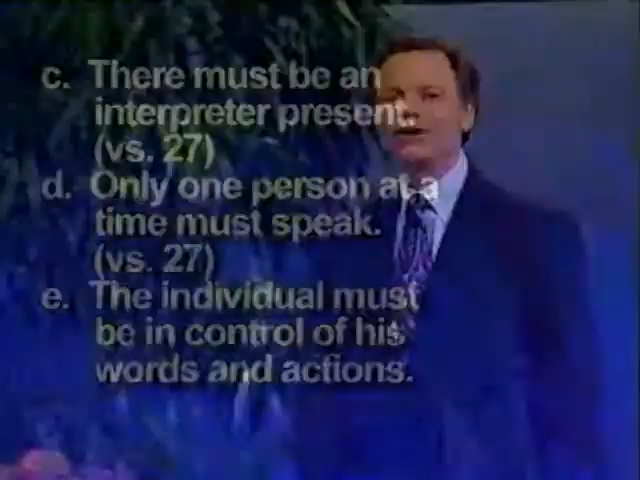 c. There must be an
interpreter present.
(vs. 27)
d. Only one person at a
time must speak.
(vs. 27)
e. The individual must
be in control of his
words and actions.